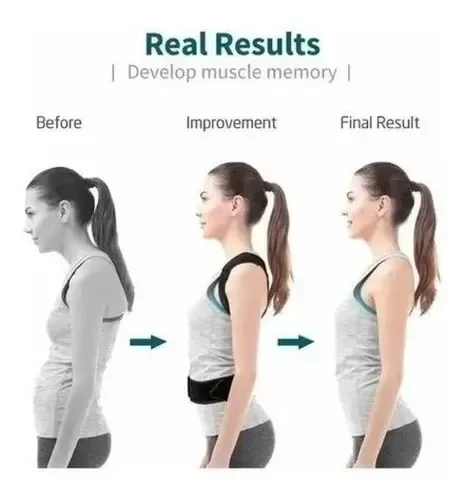 Real Results
| Develop muscle memory |
Before
Improvement
Final Result